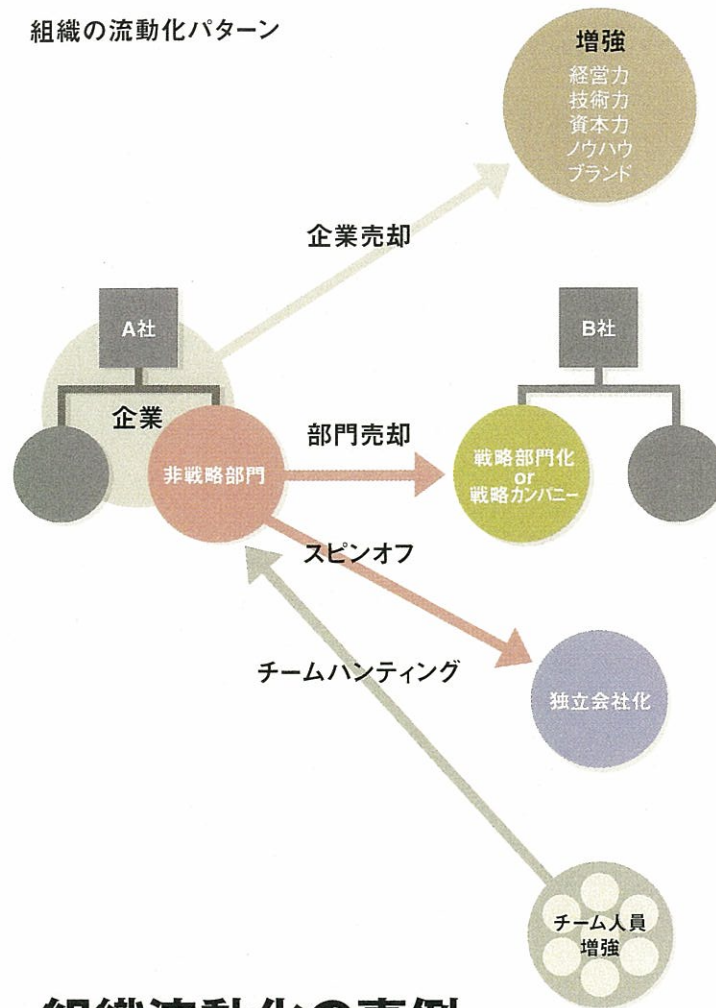 組織の流動化パターン
増強
経営力
技術力
資本力
ノウハウ
ブランド
企業売却
A社
B社
企業
部門売却
非戦略部門
戦略部門化
or
戦略カンパニー
スピンオフ
チームハンティング
独立会社化
チーム人員
増強
組織流動化の事例